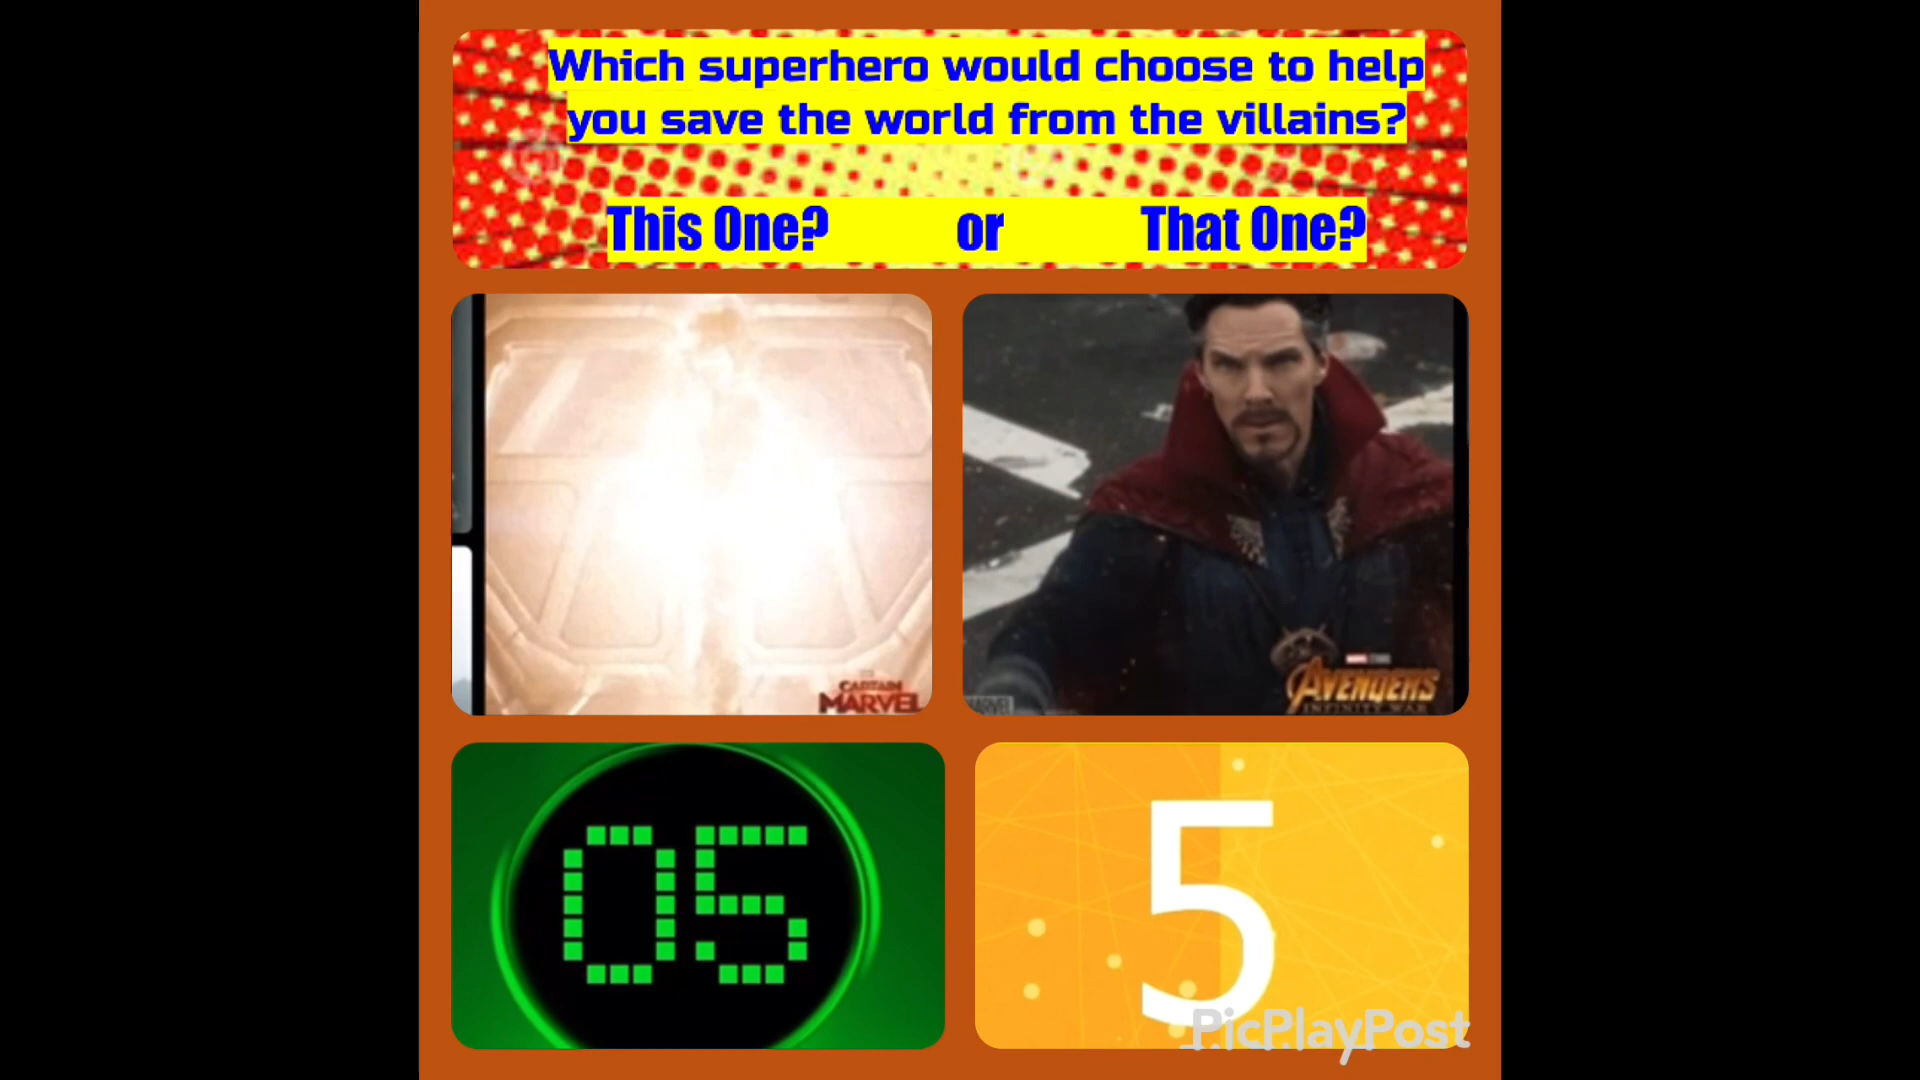 Which superhero would choose to help
you save the world from the villains?
This One? or That One?
CAPTAIN
MARVEL
AVENGERS
INFINITY WAR
MARVEL
05
5
PicPlayPost